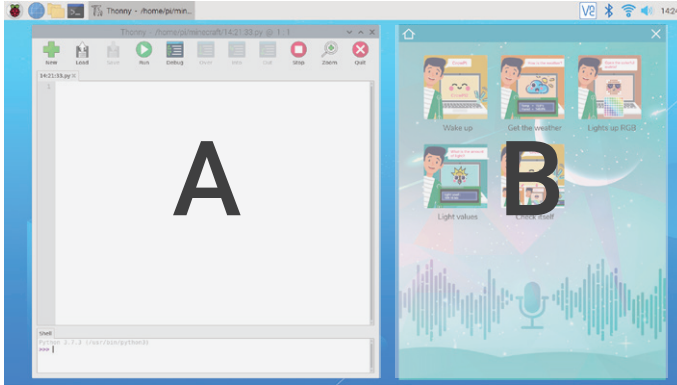 Thonny - /home/pi/min...
14:24
Thonny - /home/pi/minecraft/14:21:33.py @ 1 : 1
New Load Save Run Debug Over Into Out Stop Zoom Quit
14:21:33.py
1
A
Shell
Python 3.7.3 (/usr/bin/python3)
>>>
Wake up Get the weather Lights up RGB
B
Light values Check itself